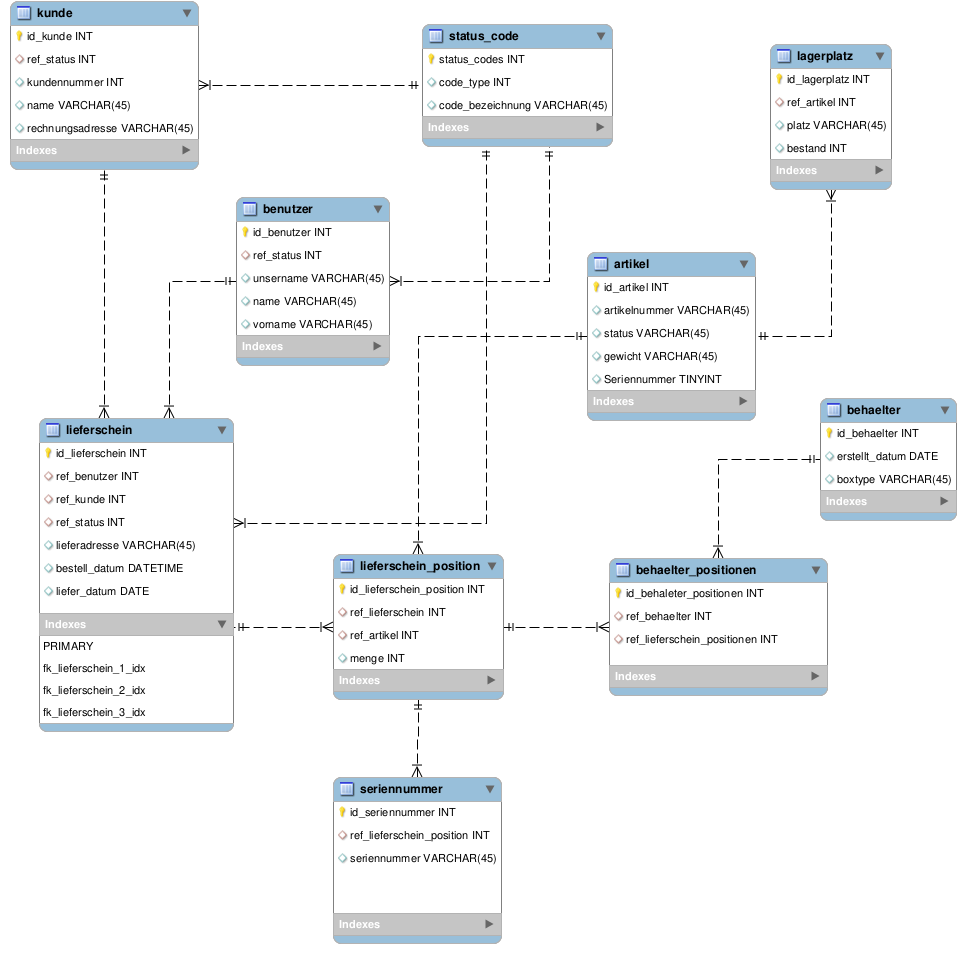 kunde
id_kunde INT
ref_status INT
kundennummer INT
name VARCHAR(45)
rechnungsadresse VARCHAR(45)
Indexes
status_code
status_codes INT
code_type INT
code_bezeichnung VARCHAR(45)
Indexes
lagerplatz
id_lagerplatz INT
ref_artikel INT
platz VARCHAR(45)
bestand INT
Indexes
benutzer
id_benutzer INT
ref_status INT
unsername VARCHAR(45)
name VARCHAR(45)
vorname VARCHAR(45)
Indexes
artikel
id_artikel INT
artikelnummer VARCHAR(45)
status VARCHAR(45)
gewicht VARCHAR(45)
Seriennummer TINYINT
Indexes
behaelter
id_behaelter INT
erstellt_datum DATE
boxtype VARCHAR(45)
Indexes
lieferschein
id_lieferschein INT
ref_benutzer INT
ref_kunde INT
ref_status INT
lieferadresse VARCHAR(45)
bestell_datum DATETIME
liefer_datum DATE
Indexes
PRIMARY
fk_lieferschein_1_idx
fk_lieferschein_2_idx
fk_lieferschein_3_idx
lieferschein_position
id_lieferschein_position INT
ref_lieferschein INT
ref_artikel INT
menge INT
Indexes
behaelter_positionen
id_behaleter_positionen INT
ref_behaelter INT
ref_lieferschein_positionen INT
Indexes
seriennummer
id_seriennummer INT
ref_lieferschein_position INT
seriennummer VARCHAR(45)
Indexes